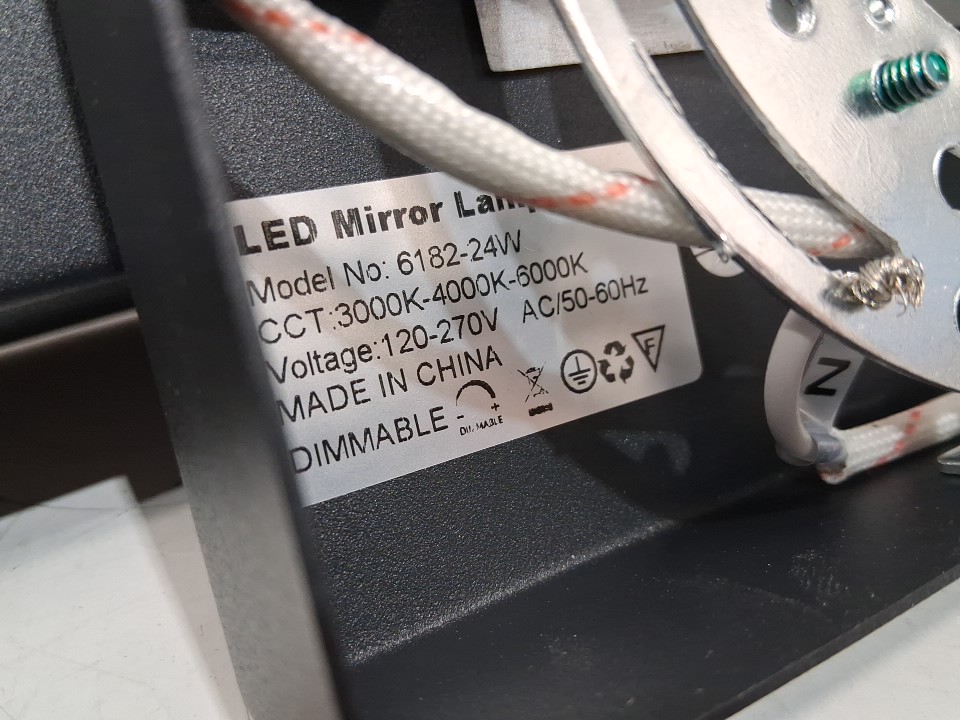 LED Mirror Lamp
Model No: 6182-24W
CCT:3000K-4000K-6000K
Voltage:120-270V AC/50-60Hz
MADE IN CHINA
DIMMABLE
- +
DIMMABLE
F
N